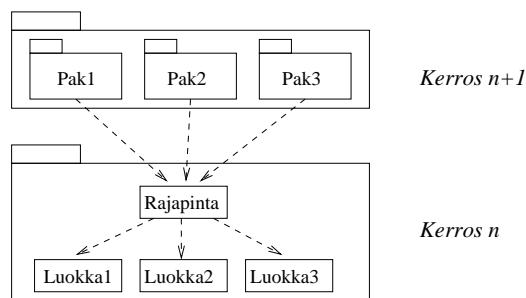 Pak1 Pak2 Pak3
Kerros n+1
Rajapinta
Kerros n
Luokka1 Luokka2 Luokka3